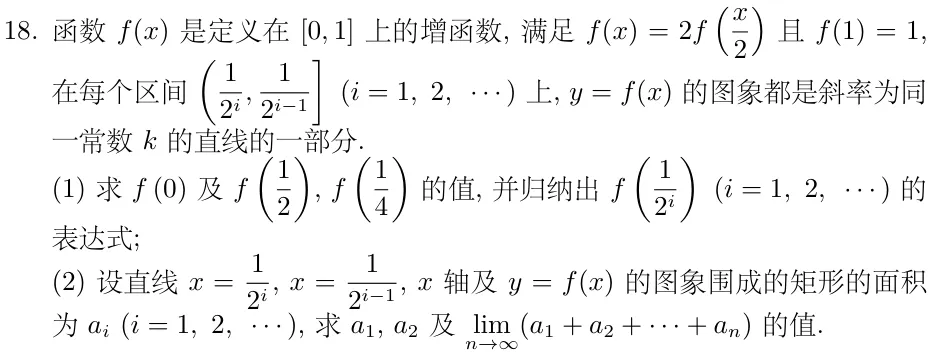 18. 函数 f(x) 是定义在 [0,1] 上的增函数, 满足 f(x) = 2f(x/2) 且 f(1) = 1,
在每个区间 (1/2^i, 1/2^{i−1}] (i = 1, 2, ⋯) 上, y = f(x) 的图象都是斜率为同
一常数 k 的直线的一部分.
(1) 求 f(0) 及 f(1/2), f(1/4) 的值, 并归纳出 f(1/2^i) (i = 1, 2, ⋯) 的
表达式;
(2) 设直线 x = 1/2^i, x = 1/2^{i−1}, x 轴及 y = f(x) 的图象围成的矩形的面积
为 a_i (i = 1, 2, ⋯), 求 a_1, a_2 及 lim_{n→∞}(a_1 + a_2 + ⋯ + a_n) 的值.